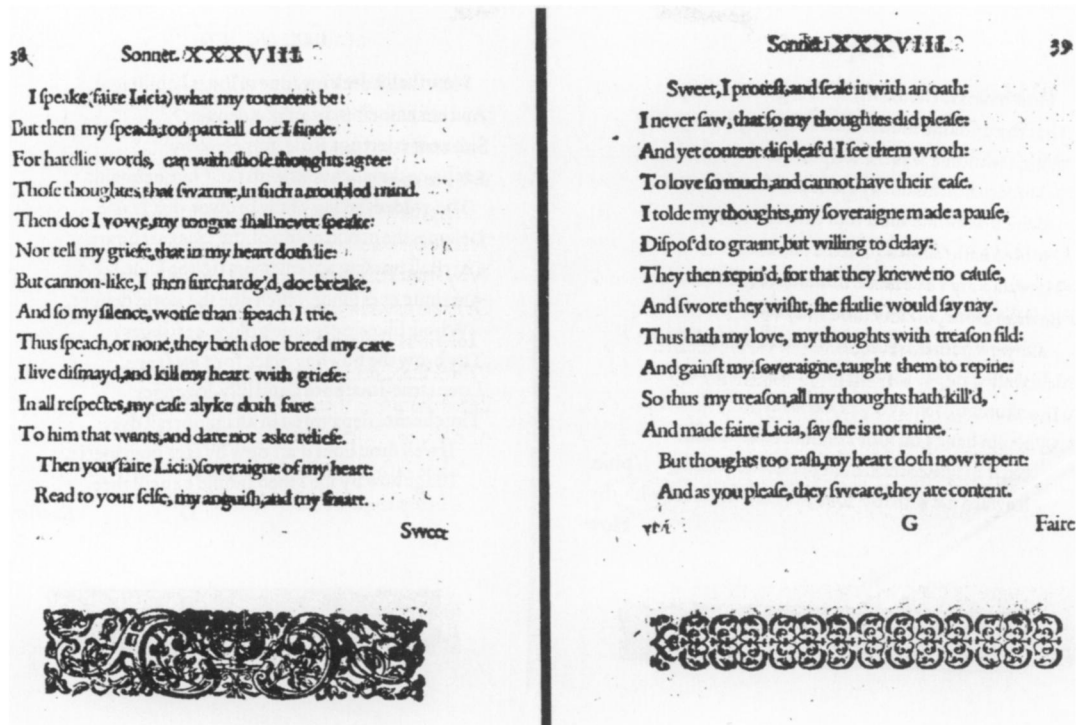 38
Sonnet. XXXVIII.
I speake (faire Licia) what my torments be:
But then my speach, too partiall doe I finde:
For hardlie words, can with those thoughts agree:
Those thoughts that swarme, in such a troubled mind.
Then doe I vowe, my tongue shall never speake:
Nor tell my griefe, that in my heart doth lie:
But cannon-like, I then surchardg'd, doe breake,
And so my silence, worse than speach I trie.
Thus speach, or none, they both doe breed my care:
I live dismayd, and kill my heart with griefe:
In all respectes, my case alyke doth fare:
To him that wants, and dare not aske reliefe.
Then you (faire Licia) soveraigne of my heart:
Read to your selfe, my anguish, and my smart.
Sweet
39
Sonnet. XXXVIII.
Sweet, I protest, and seale it with an oath:
I never saw, that so my thoughtes did please:
And yet content displeas'd I see them wroth:
To love so much, and cannot have their ease.
I tolde my thoughts, my soveraigne made a pause,
Dispos'd to graunt, but willing to delay:
They then repin'd, for that they knewe no cause,
And swore they wisht, she flatlie would say nay.
Thus hath my love, my thoughts with treason fild:
And gainst my soveraigne, taught them to repine:
So thus my treason, all my thoughts hath kill'd,
And made faire Licia, say she is not mine.
But thoughts too rash, my heart doth now repent:
And as you please, they sweare, they are content.
G
Faire